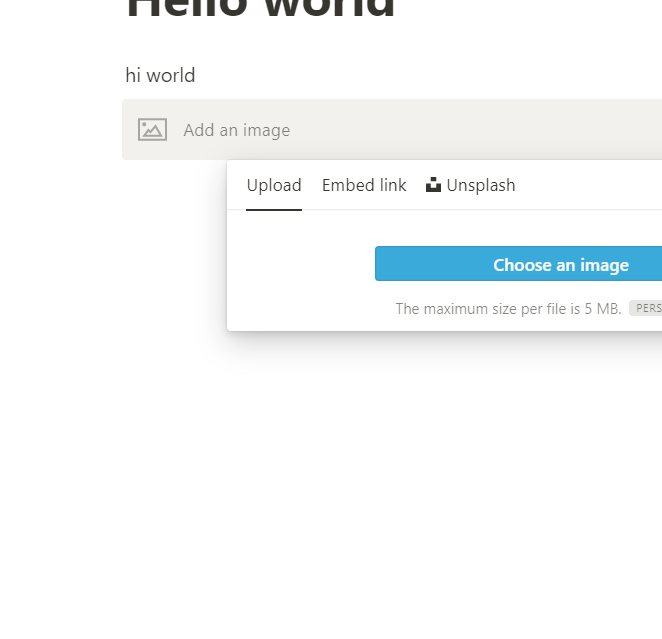 Hello world
hi world
Add an image
Upload Embed link Unsplash
Choose an image
The maximum size per file is 5 MB. PERS